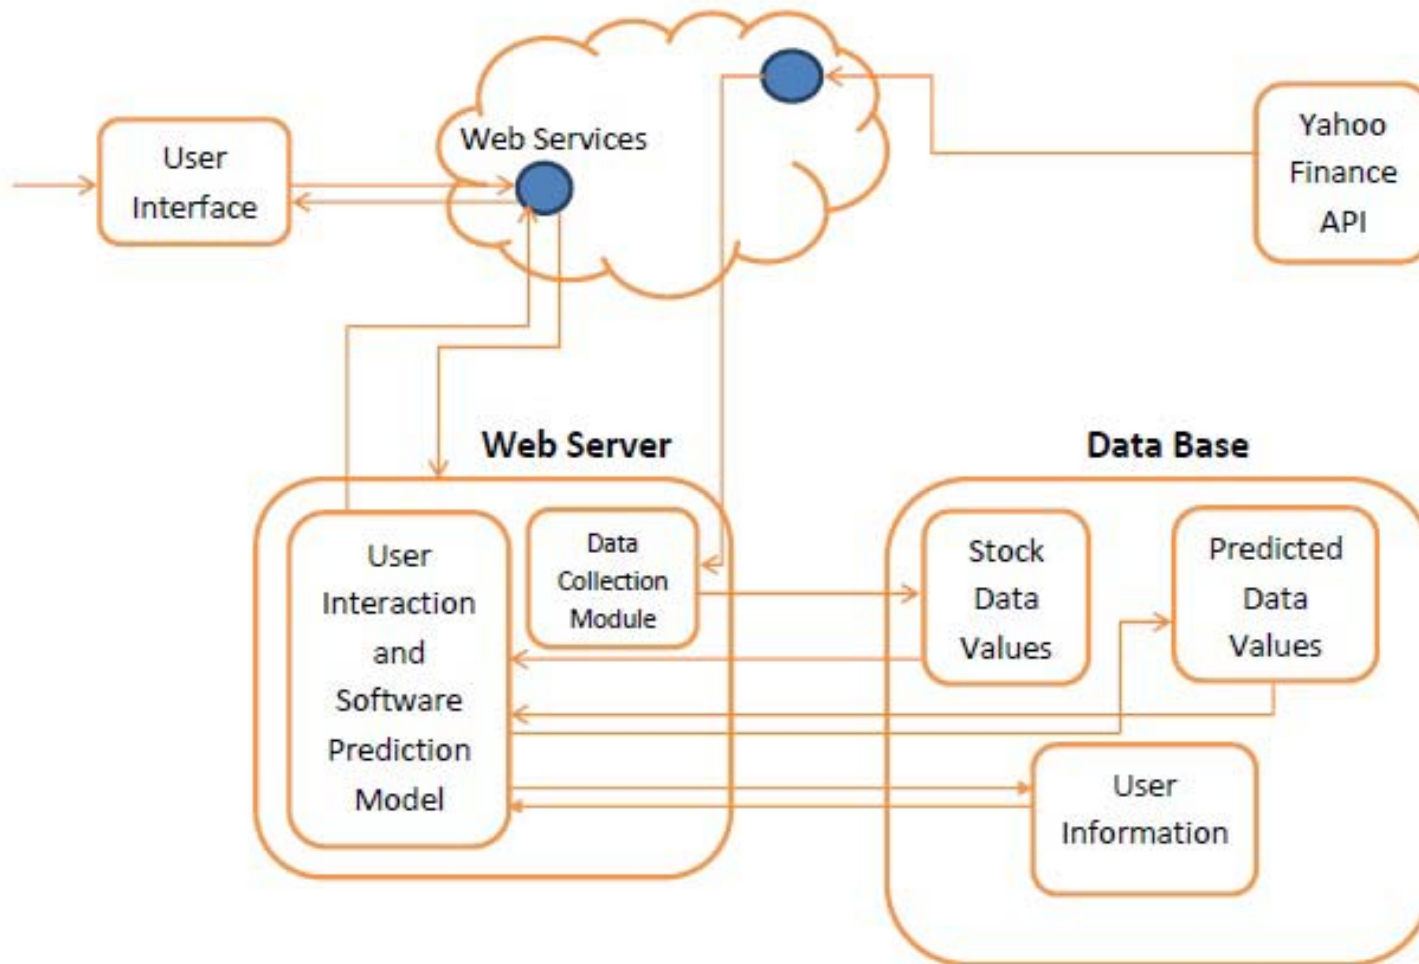 Web Services
User
Interface
Yahoo
Finance
API
Web Server
Data Base
User
Interaction
and
Software
Prediction
Model
Data
Collection
Module
Stock
Data
Values
Predicted
Data
Values
User
Information